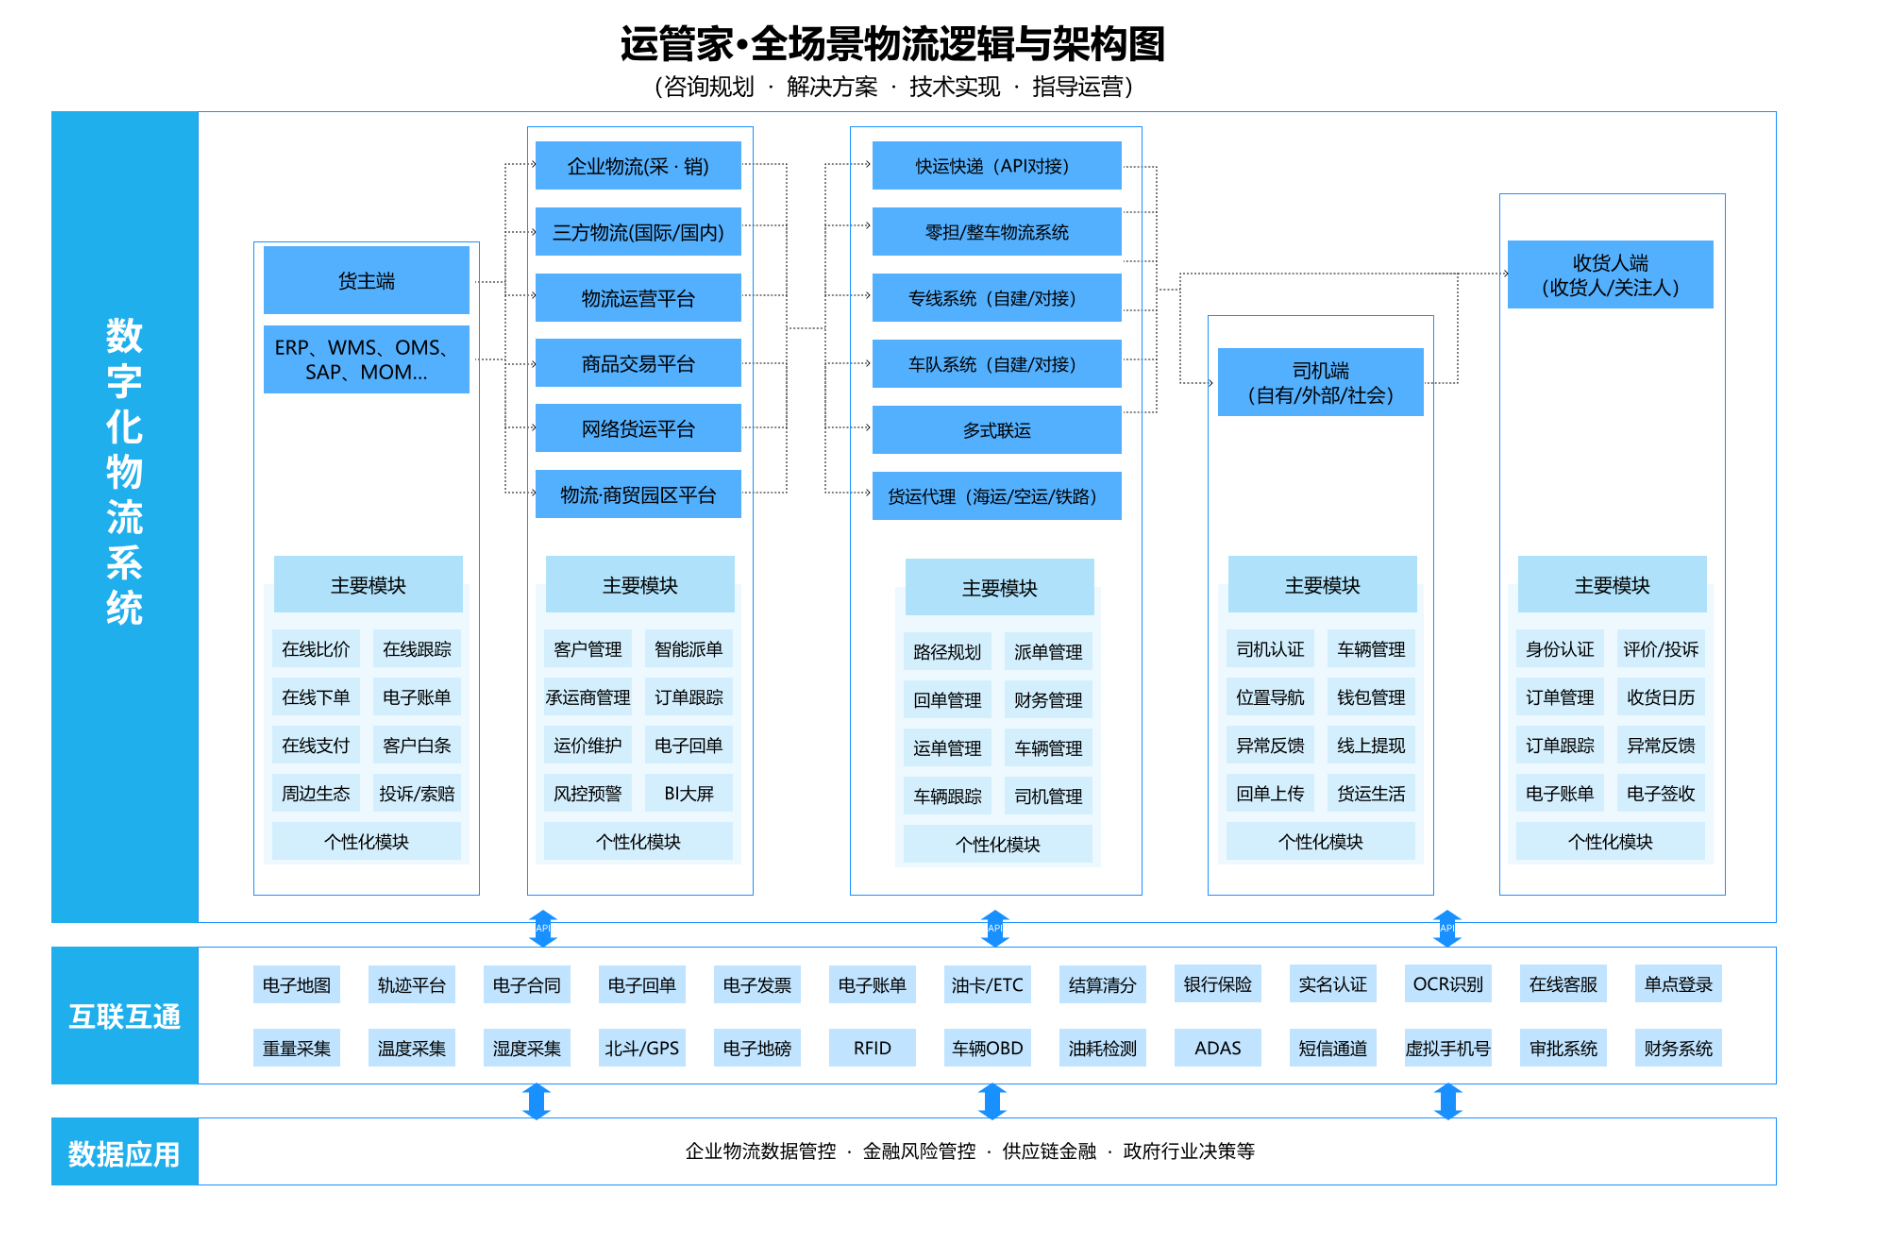 运管家•全场景物流逻辑与架构图
（咨询规划 · 解决方案 · 技术实现 · 指导运营）
数字化物流系统
货主端
ERP、WMS、OMS、
SAP、MOM...
主要模块
在线比价 在线跟踪
在线下单 电子账单
在线支付 客户白条
周边生态 投诉/索赔
个性化模块
企业物流(采 · 销)
三方物流(国际/国内)
物流运营平台
商品交易平台
网络货运平台
物流·商贸园区平台
主要模块
客户管理 智能派单
承运商管理 订单跟踪
运价维护 电子回单
风控预警 BI大屏
个性化模块
快运快递（API对接）
零担/整车物流系统
专线系统（自建/对接）
车队系统（自建/对接）
多式联运
货运代理（海运/空运/铁路）
主要模块
路径规划 派单管理
回单管理 财务管理
运单管理 车辆管理
车辆跟踪 司机管理
个性化模块
司机端
（自有/外部/社会）
主要模块
司机认证 车辆管理
位置导航 钱包管理
异常反馈 线上提现
回单上传 货运生活
个性化模块
收货人端
（收货人/关注人）
主要模块
身份认证 评价/投诉
订单管理 收货日历
订单跟踪 异常反馈
电子账单 电子签收
个性化模块
API API API
互联互通
电子地图 轨迹平台 电子合同 电子回单 电子发票 电子账单 油卡/ETC 结算清分 银行保险 实名认证 OCR识别 在线客服 单点登录
重量采集 温度采集 湿度采集 北斗/GPS 电子地磅 RFID 车辆OBD 油耗检测 ADAS 短信通道 虚拟手机号 审批系统 财务系统
数据应用
企业物流数据管控 · 金融风险管控 · 供应链金融 · 政府行业决策等